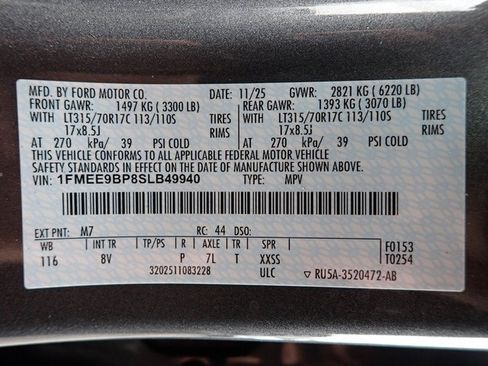 MFD. BY FORD MOTOR CO. 11/25 GVWR: 2821 KG ( 6220 LB)
FRONT GAWR: 1497 KG ( 3300 LB) REAR GAWR: 1393 KG ( 3070 LB)
WITH LT315/70R17C 113/110S TIRES WITH LT315/70R17C 113/110S TIRES
17x8.5J RIMS 17x8.5J RIMS
AT 270 kPa/ 39 PSI COLD AT 270 kPa/ 39 PSI COLD
THIS VEHICLE CONFORMS TO ALL APPLICABLE FEDERAL MOTOR VEHICLE
SAFETY STANDARDS IN EFFECT ON THE DATE OF MANUFACTURE SHOWN ABOVE.
VIN: 1FMEE9BP8SLB49940 TYPE: MPV
EXT PNT: M7 RC: 44 DSO:
WB INT TR TP/PS R AXLE TR SPR F0153
116 8V P 7L T XXSS T0254
3202511083228 ULC ▽ RU5A-3520472-AB